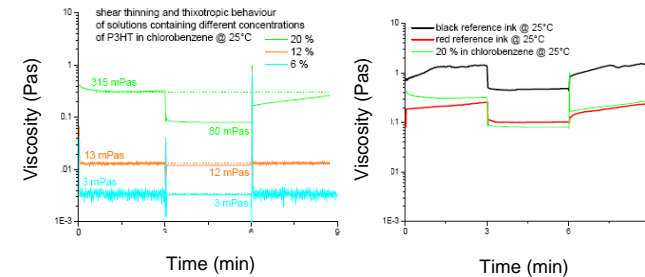 shear thinning and thixotropic behaviour
of solutions containing different concentrations
of P3HT in chlorobenzene @ 25°C
20 %
12 %
6 %
10
1
0.1
.01
1E-3
315 mPas
80 mPas
13 mPas
12 mPas
3 mPas
3 mPas
0
3
6
9
Viscosity (Pas)
Time (min)
black reference ink @ 25°C
red reference ink @ 25°C
20 % in chlorobenzene @ 25°C
10
1
0.1
.01
1E-3
0
3
6
Viscosity (Pas)
Time (min)